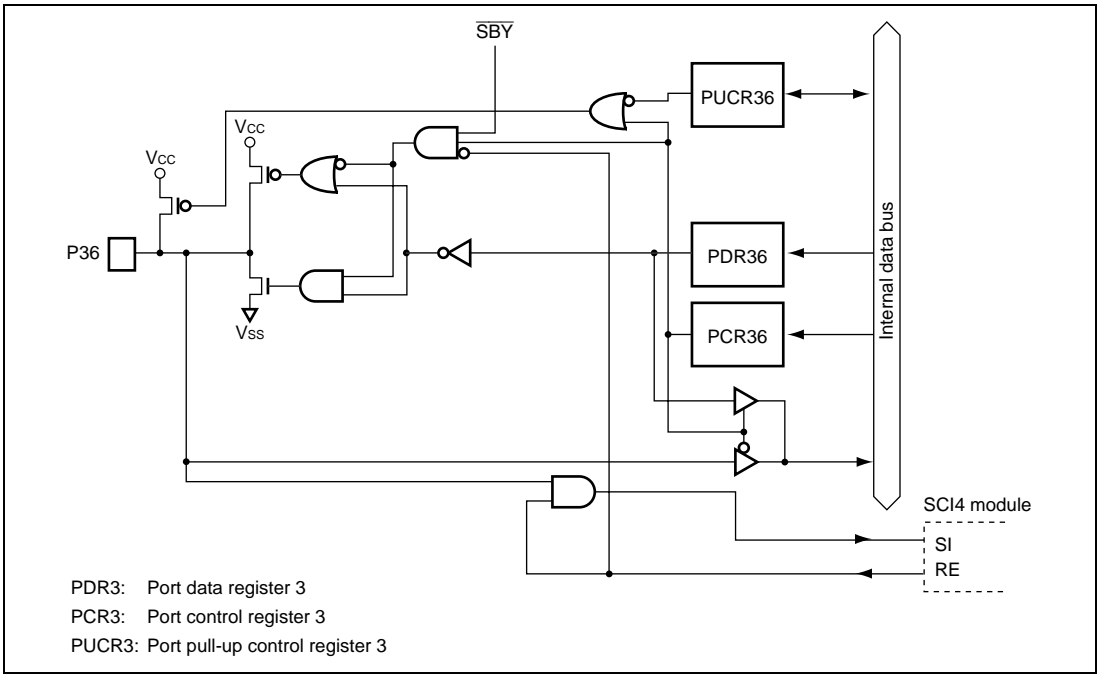 SBY
PUCR36
VCC
VCC
P36
PDR36
Internal data bus
PCR36
VSS
SCI4 module
SI
RE
PDR3: Port data register 3
PCR3: Port control register 3
PUCR3: Port pull-up control register 3